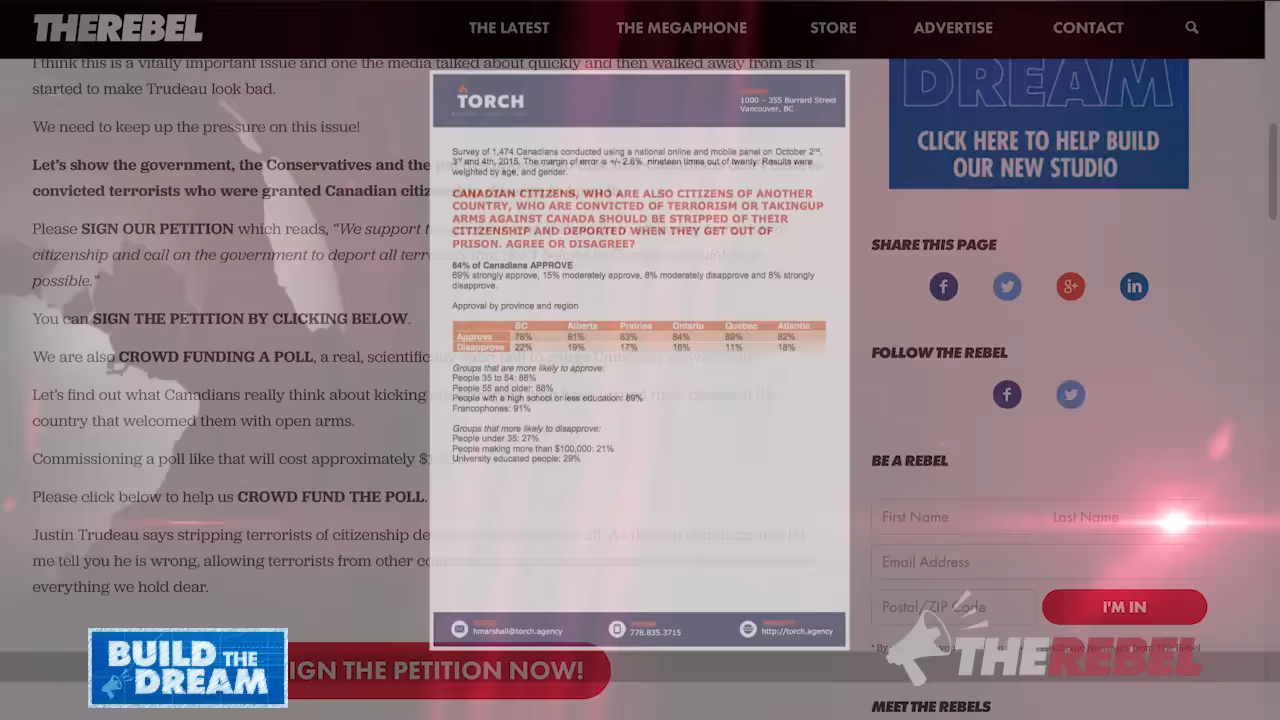 THEREBEL
THE LATEST
THE MEGAPHONE
STORE
ADVERTISE
CONTACT
I think this is a vitally important issue and one the media talked about quickly and then walked away from as it
started to make Trudeau look bad.
We need to keep up the pressure on this issue!
Let's show the government, the Conservatives and the
convicted terrorists who were granted Canadian
Please SIGN OUR PETITION which reads, "We support
citizenship and call on the government to deport all
possible."
You can SIGN THE PETITION BY CLICKING BELOW.
We are also CROWD FUNDING A POLL, a real,
Let's find out what Canadians really think about kicking
country that welcomed them with open arms.
Commissioning a poll like that will cost approximately
Please click below to help us CROWD FUND THE POLL.
Justin Trudeau says stripping terrorists of citizenship
me tell you he is wrong, allowing terrorists from other
everything we hold dear.
IGN THE PETITION NOW!
BUILD THE
DREAM
TORCH
1000 – 355 Burrard Street
Vancouver, BC
Survey of 1,474 Canadians conducted using a national online and mobile panel on October 2nd,
3rd and 4th, 2015. The margin of error is +/- 2.6%, nineteen times out of twenty. Results were
weighted by age, and gender.
CANADIAN CITIZENS, WHO ARE ALSO CITIZENS OF ANOTHER
COUNTRY, WHO ARE CONVICTED OF TERRORISM OR TAKINGUP
ARMS AGAINST CANADA SHOULD BE STRIPPED OF THEIR
CITIZENSHIP AND DEPORTED WHEN THEY GET OUT OF
PRISON. AGREE OR DISAGREE?
84% of Canadians APPROVE
69% strongly approve, 15% moderately approve, 8% moderately disapprove and 8% strongly
disapprove.
Approval by province and region
BC Alberta Prairies Ontario Quebec Atlantic
Approve 78% 81% 83% 84% 89% 82%
Disapprove 22% 19% 17% 16% 11% 18%
Groups that are more likely to approve:
People 35 to 54: 88%
People 55 and older: 88%
People with a high school or less education: 89%
Francophones: 91%
Groups that more likely to disapprove:
People under 35: 27%
People making more than $100,000: 21%
University educated people: 29%
hmarshall@torch.agency
778.835.3715
http://torch.agency
DREAM
CLICK HERE TO HELP BUILD
OUR NEW STUDIO
SHARE THIS PAGE
FOLLOW THE REBEL
BE A REBEL
First Name
Last Name
Email Address
Postal/ZIP Code
I'M IN
THEREBEL
MEET THE REBELS